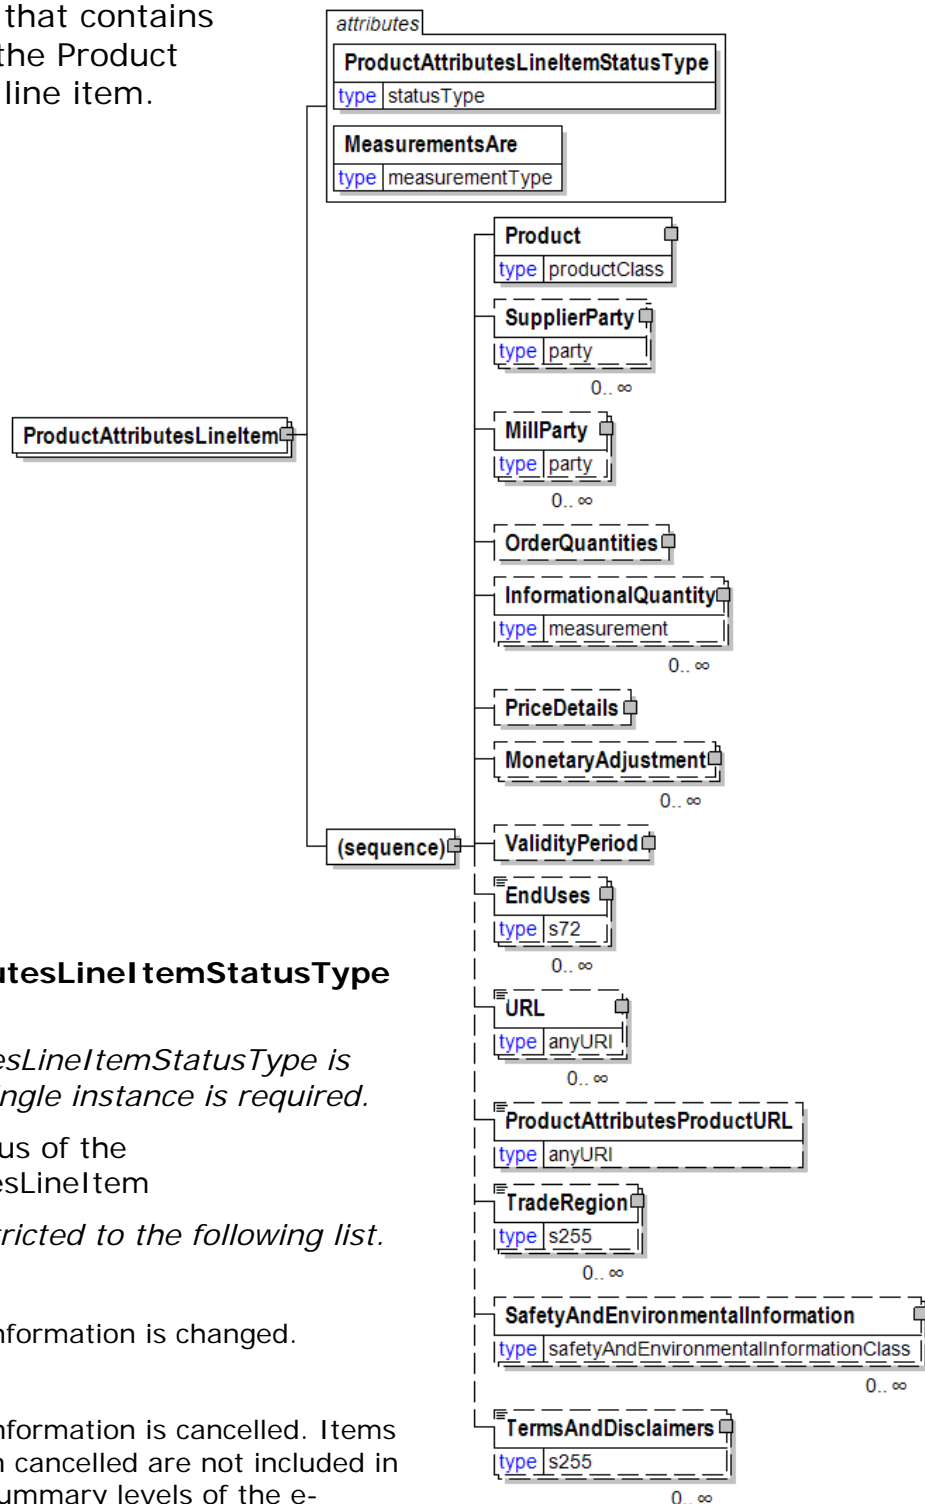 that contains
the Product
line item.
attributes
ProductAttributesLineItemStatusType
type statusType
MeasurementsAre
type measurementType
Product
type productClass
SupplierParty
type party
0.. ∞
ProductAttributesLineItem
MillParty
type party
0.. ∞
OrderQuantities
InformationalQuantity
type measurement
0.. ∞
PriceDetails
MonetaryAdjustment
0.. ∞
(sequence)
ValidityPeriod
EndUses
type s72
0.. ∞
URL
type anyURI
0.. ∞
ProductAttributesProductURL
type anyURI
TradeRegion
type s255
0.. ∞
SafetyAndEnvironmentalInformation
type safetyAndEnvironmentalInformationClass
0.. ∞
TermsAndDisclaimers
type s255
0.. ∞
utesLineItemStatusType
esLineItemStatusType is
ingle instance is required.
us of the
esLineItem
tricted to the following list.
nformation is changed.
nformation is cancelled. Items
n cancelled are not included in
ummary levels of the e-